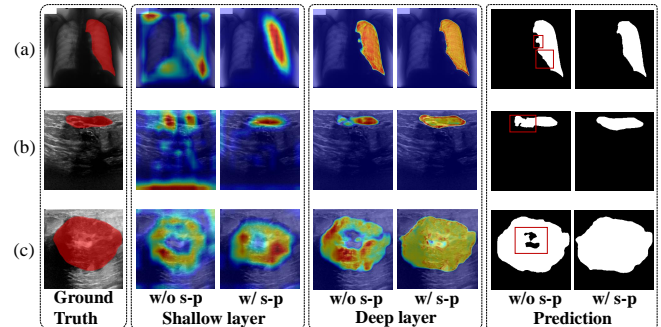 (a)
(b)
(c)
Ground Truth
w/o s-p w/ s-p w/o s-p w/ s-p w/o s-p w/ s-p
Shallow layer Deep layer Prediction